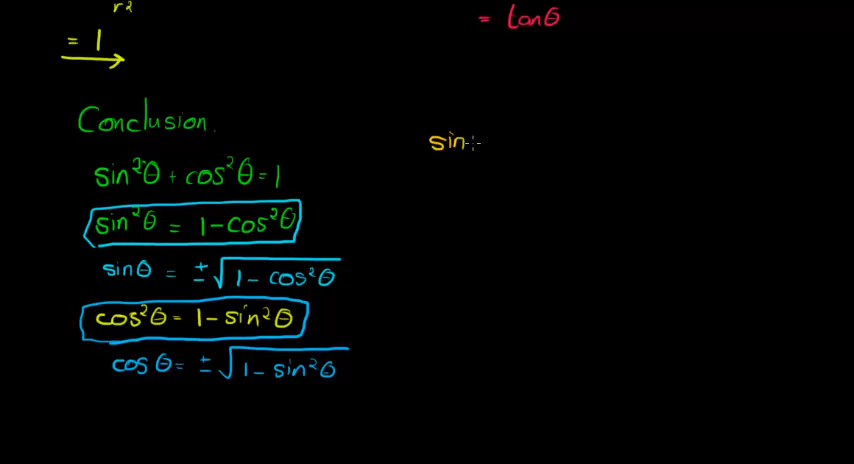 r²
= 1
= tanθ
Conclusion.
sin²θ + cos²θ = 1
sin²θ = 1 - cos²θ
sinθ = ±√(1 - cos²θ)
cos²θ = 1 - sin²θ
cosθ = ±√(1 - sin²θ)
sin